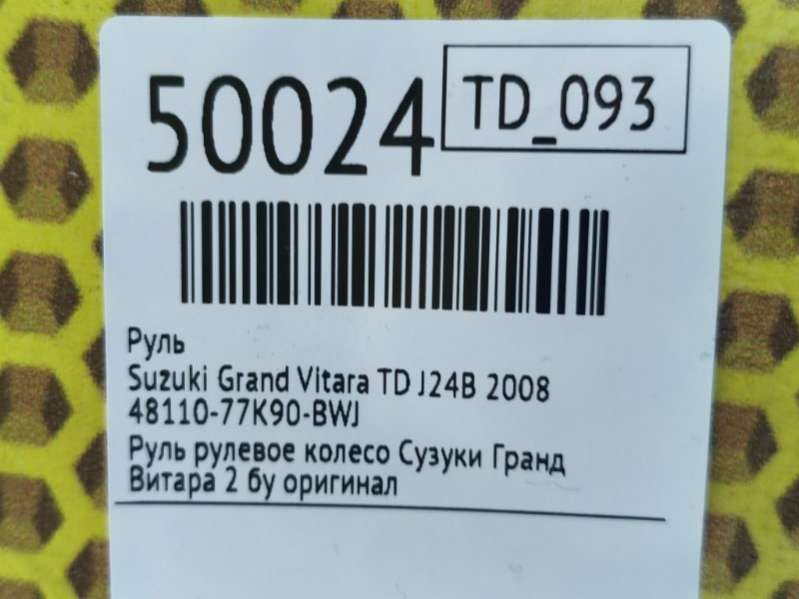 50024
TD_093
Руль
Suzuki Grand Vitara TD J24B 2008
48110-77K90-BWJ
Руль рулевое колесо Сузуки Гранд
Витара 2 бу оригинал